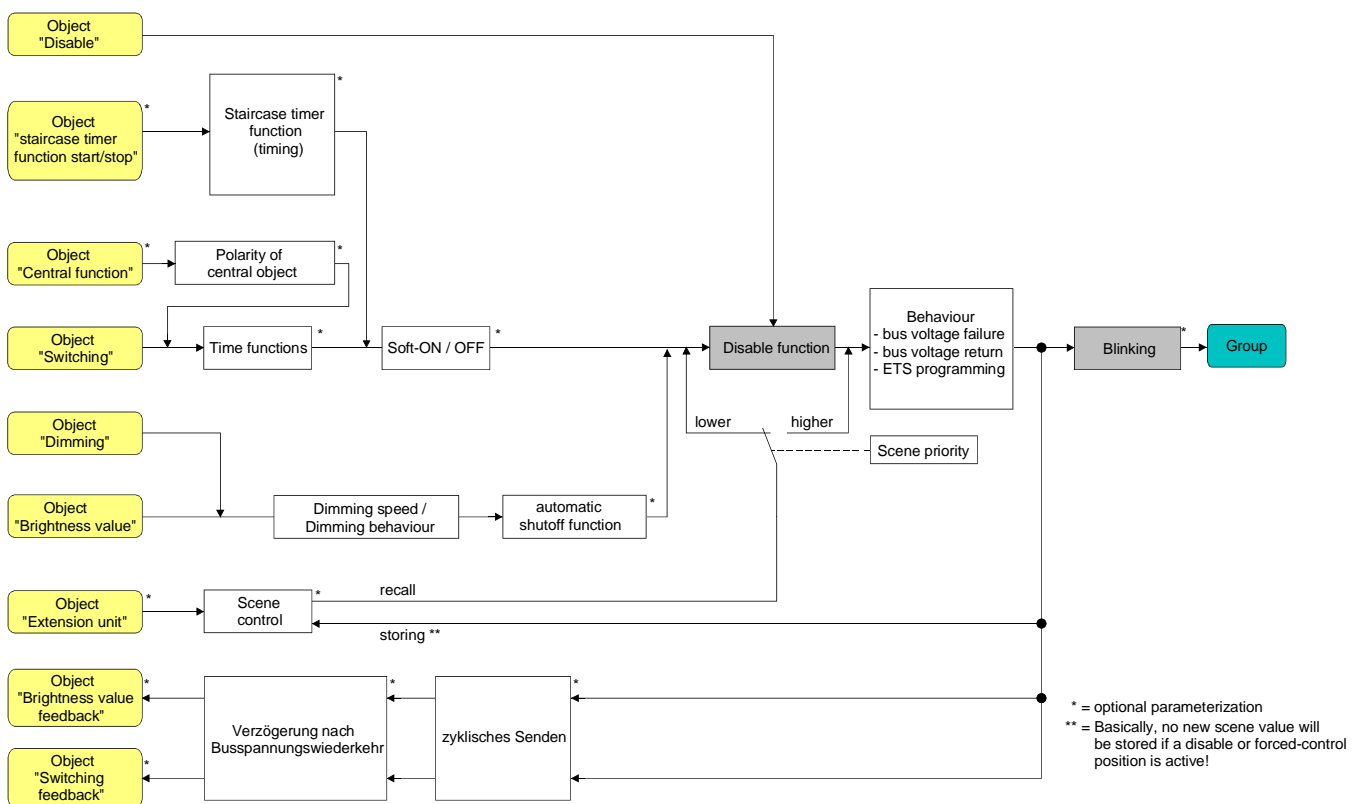 Object
"Disable"
*
Object
"staircase timer
function start/stop"
*
Staircase timer
function
(timing)
*
Object
"Central function"
*
Polarity of
central object
*
Object
"Switching"
Time functions
*
Soft-ON / OFF
*
Disable function
Behaviour
- bus voltage failure
- bus voltage return
- ETS programming
Blinking
*
Group
lower
higher
Scene priority
Object
"Dimming"
Object
"Brightness value"
Dimming speed /
Dimming behaviour
automatic
shutoff function
*
Object
"Extension unit"
*
Scene
control
*
recall
storing **
Object
"Brightness value
feedback"
*
Verzögerung nach
Busspannungswiederkehr
*
zyklisches Senden
*
Object
"Switching
feedback"
*
* = optional parameterization
** = Basically, no new scene value will
be stored if a disable or forced-control
position is active!